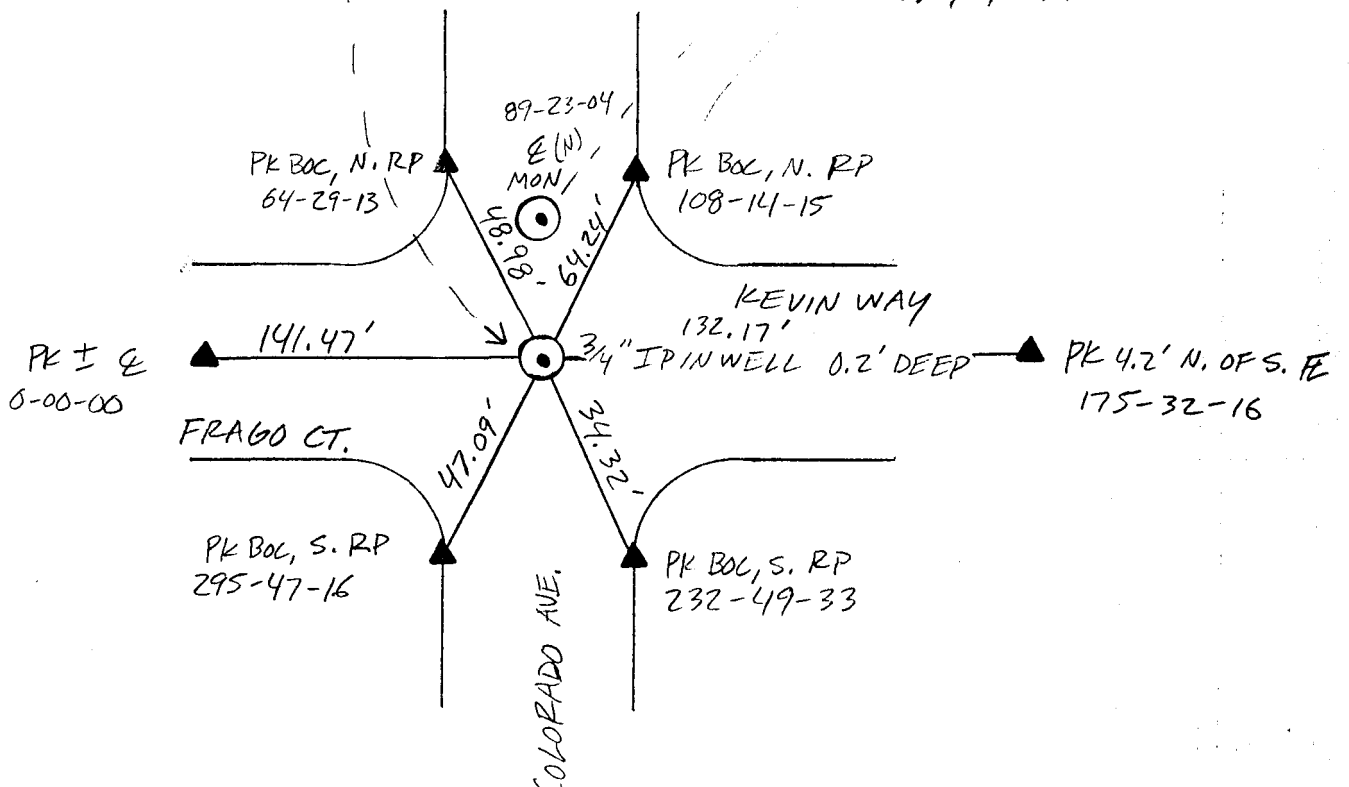 89-23-04
℄ (N)
MON
PK BOC, N. RP
64-29-13
PK BOC, N. RP
108-14-15
48.98'
64.24'
KEVIN WAY
132.17'
141.47'
3/4" IP IN WELL 0.2' DEEP
PK ± ℄
0-00-00
PK 4.2' N. OF S. PL
175-32-16
FRAGO CT.
47.09'
34.32'
PK BOC, S. RP
295-47-16
PK BOC, S. RP
232-49-33
COLORADO AVE.